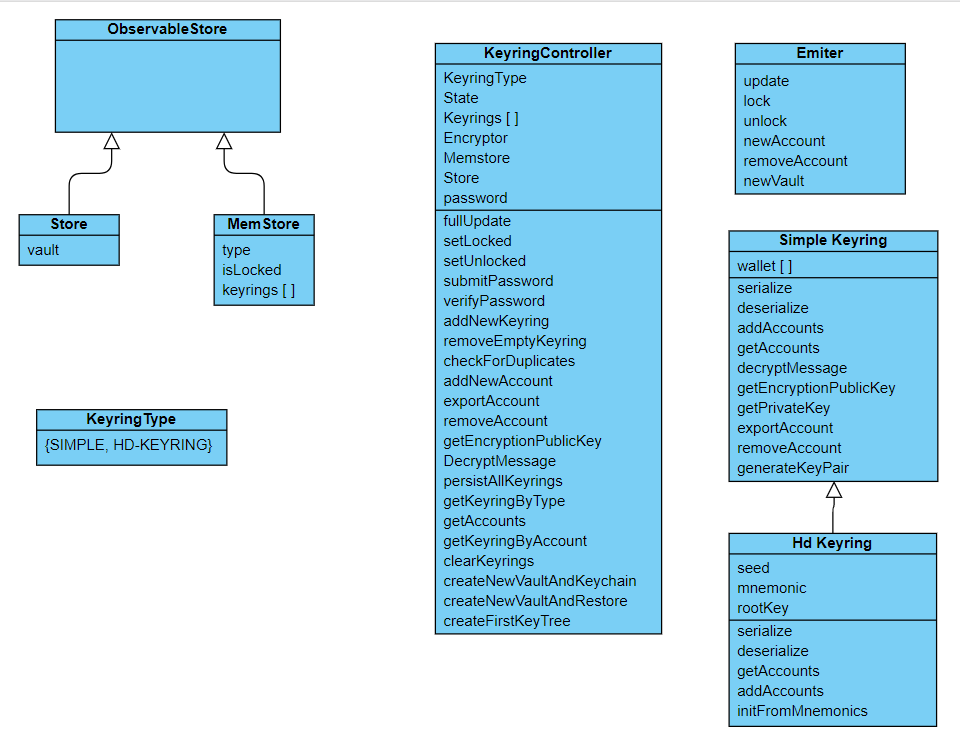 ObservableStore
Store
vault
MemStore
type
isLocked
keyrings [ ]
KeyringType
{SIMPLE, HD-KEYRING}
KeyringController
KeyringType
State
Keyrings [ ]
Encryptor
Memstore
Store
password
fullUpdate
setLocked
setUnlocked
submitPassword
verifyPassword
addNewKeyring
removeEmptyKeyring
checkForDuplicates
addNewAccount
exportAccount
removeAccount
getEncryptionPublicKey
DecryptMessage
persistAllKeyrings
getKeyringByType
getAccounts
getKeyringByAccount
clearKeyrings
createNewVaultAndKeychain
createNewVaultAndRestore
createFirstKeyTree
Emiter
update
lock
unlock
newAccount
removeAccount
newVault
Simple Keyring
wallet [ ]
serialize
deserialize
addAccounts
getAccounts
decryptMessage
getEncryptionPublicKey
getPrivateKey
exportAccount
removeAccount
generateKeyPair
Hd Keyring
seed
mnemonic
rootKey
serialize
deserialize
getAccounts
addAccounts
initFromMnemonics